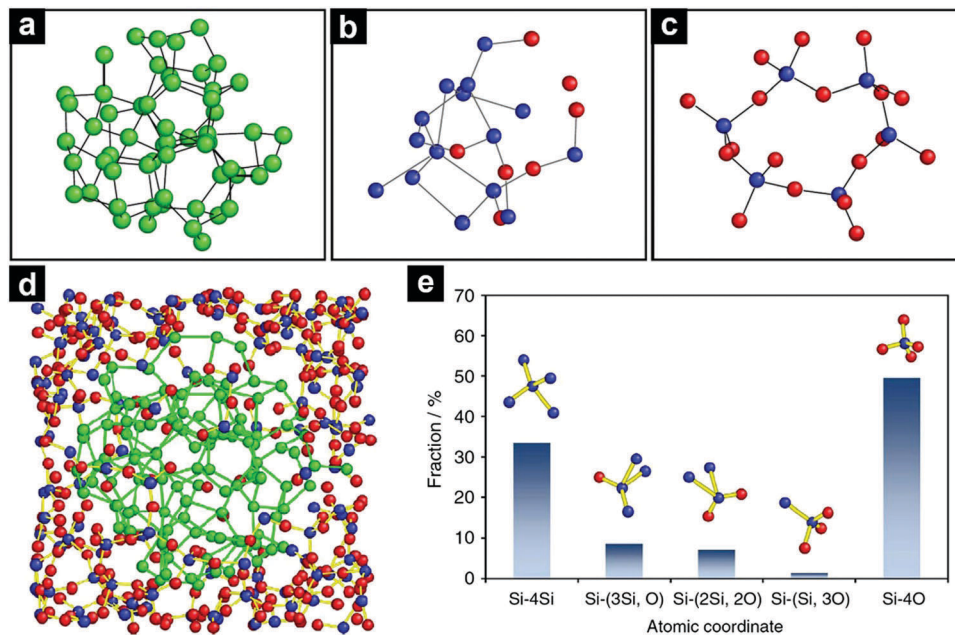 a
b
c
d
e
70
60
50
40
30
20
10
0
Fraction / %
Si-4Si
Si-(3Si, O)
Si-(2Si, 2O)
Si-(Si, 3O)
Si-4O
Atomic coordinate